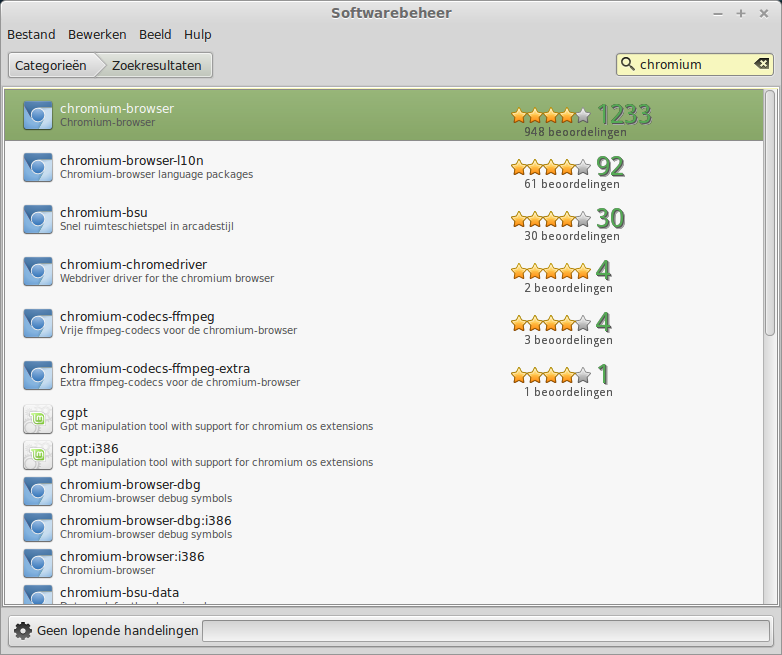 Softwarebeheer
Bestand Bewerken Beeld Hulp
Categorieën Zoekresultaten chromium
chromium-browser
Chromium-browser
1233
948 beoordelingen
chromium-browser-l10n
Chromium-browser language packages
92
61 beoordelingen
chromium-bsu
Snel ruimteschietspel in arcadestijl
30
30 beoordelingen
chromium-chromedriver
Webdriver driver for the chromium browser
4
2 beoordelingen
chromium-codecs-ffmpeg
Vrije ffmpeg-codecs voor de chromium-browser
4
3 beoordelingen
chromium-codecs-ffmpeg-extra
Extra ffmpeg-codecs voor de chromium-browser
1
1 beoordelingen
cgpt
Gpt manipulation tool with support for chromium os extensions
cgpt:i386
Gpt manipulation tool with support for chromium os extensions
chromium-browser-dbg
Chromium-browser debug symbols
chromium-browser-dbg:i386
Chromium-browser debug symbols
chromium-browser:i386
Chromium-browser
chromium-bsu-data
Geen lopende handelingen